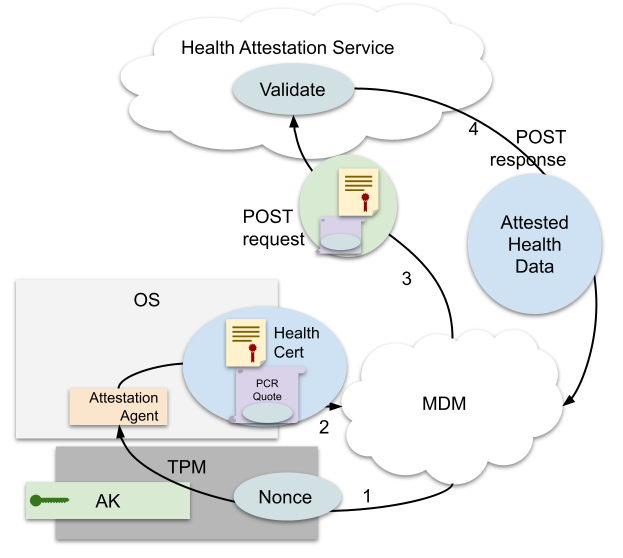 Health Attestation Service
Validate
4
POST
response
POST
request
Attested
Health
Data
3
OS
Health
Cert
PCR
Quote
Attestation
Agent
2
MDM
TPM
1
Nonce
AK